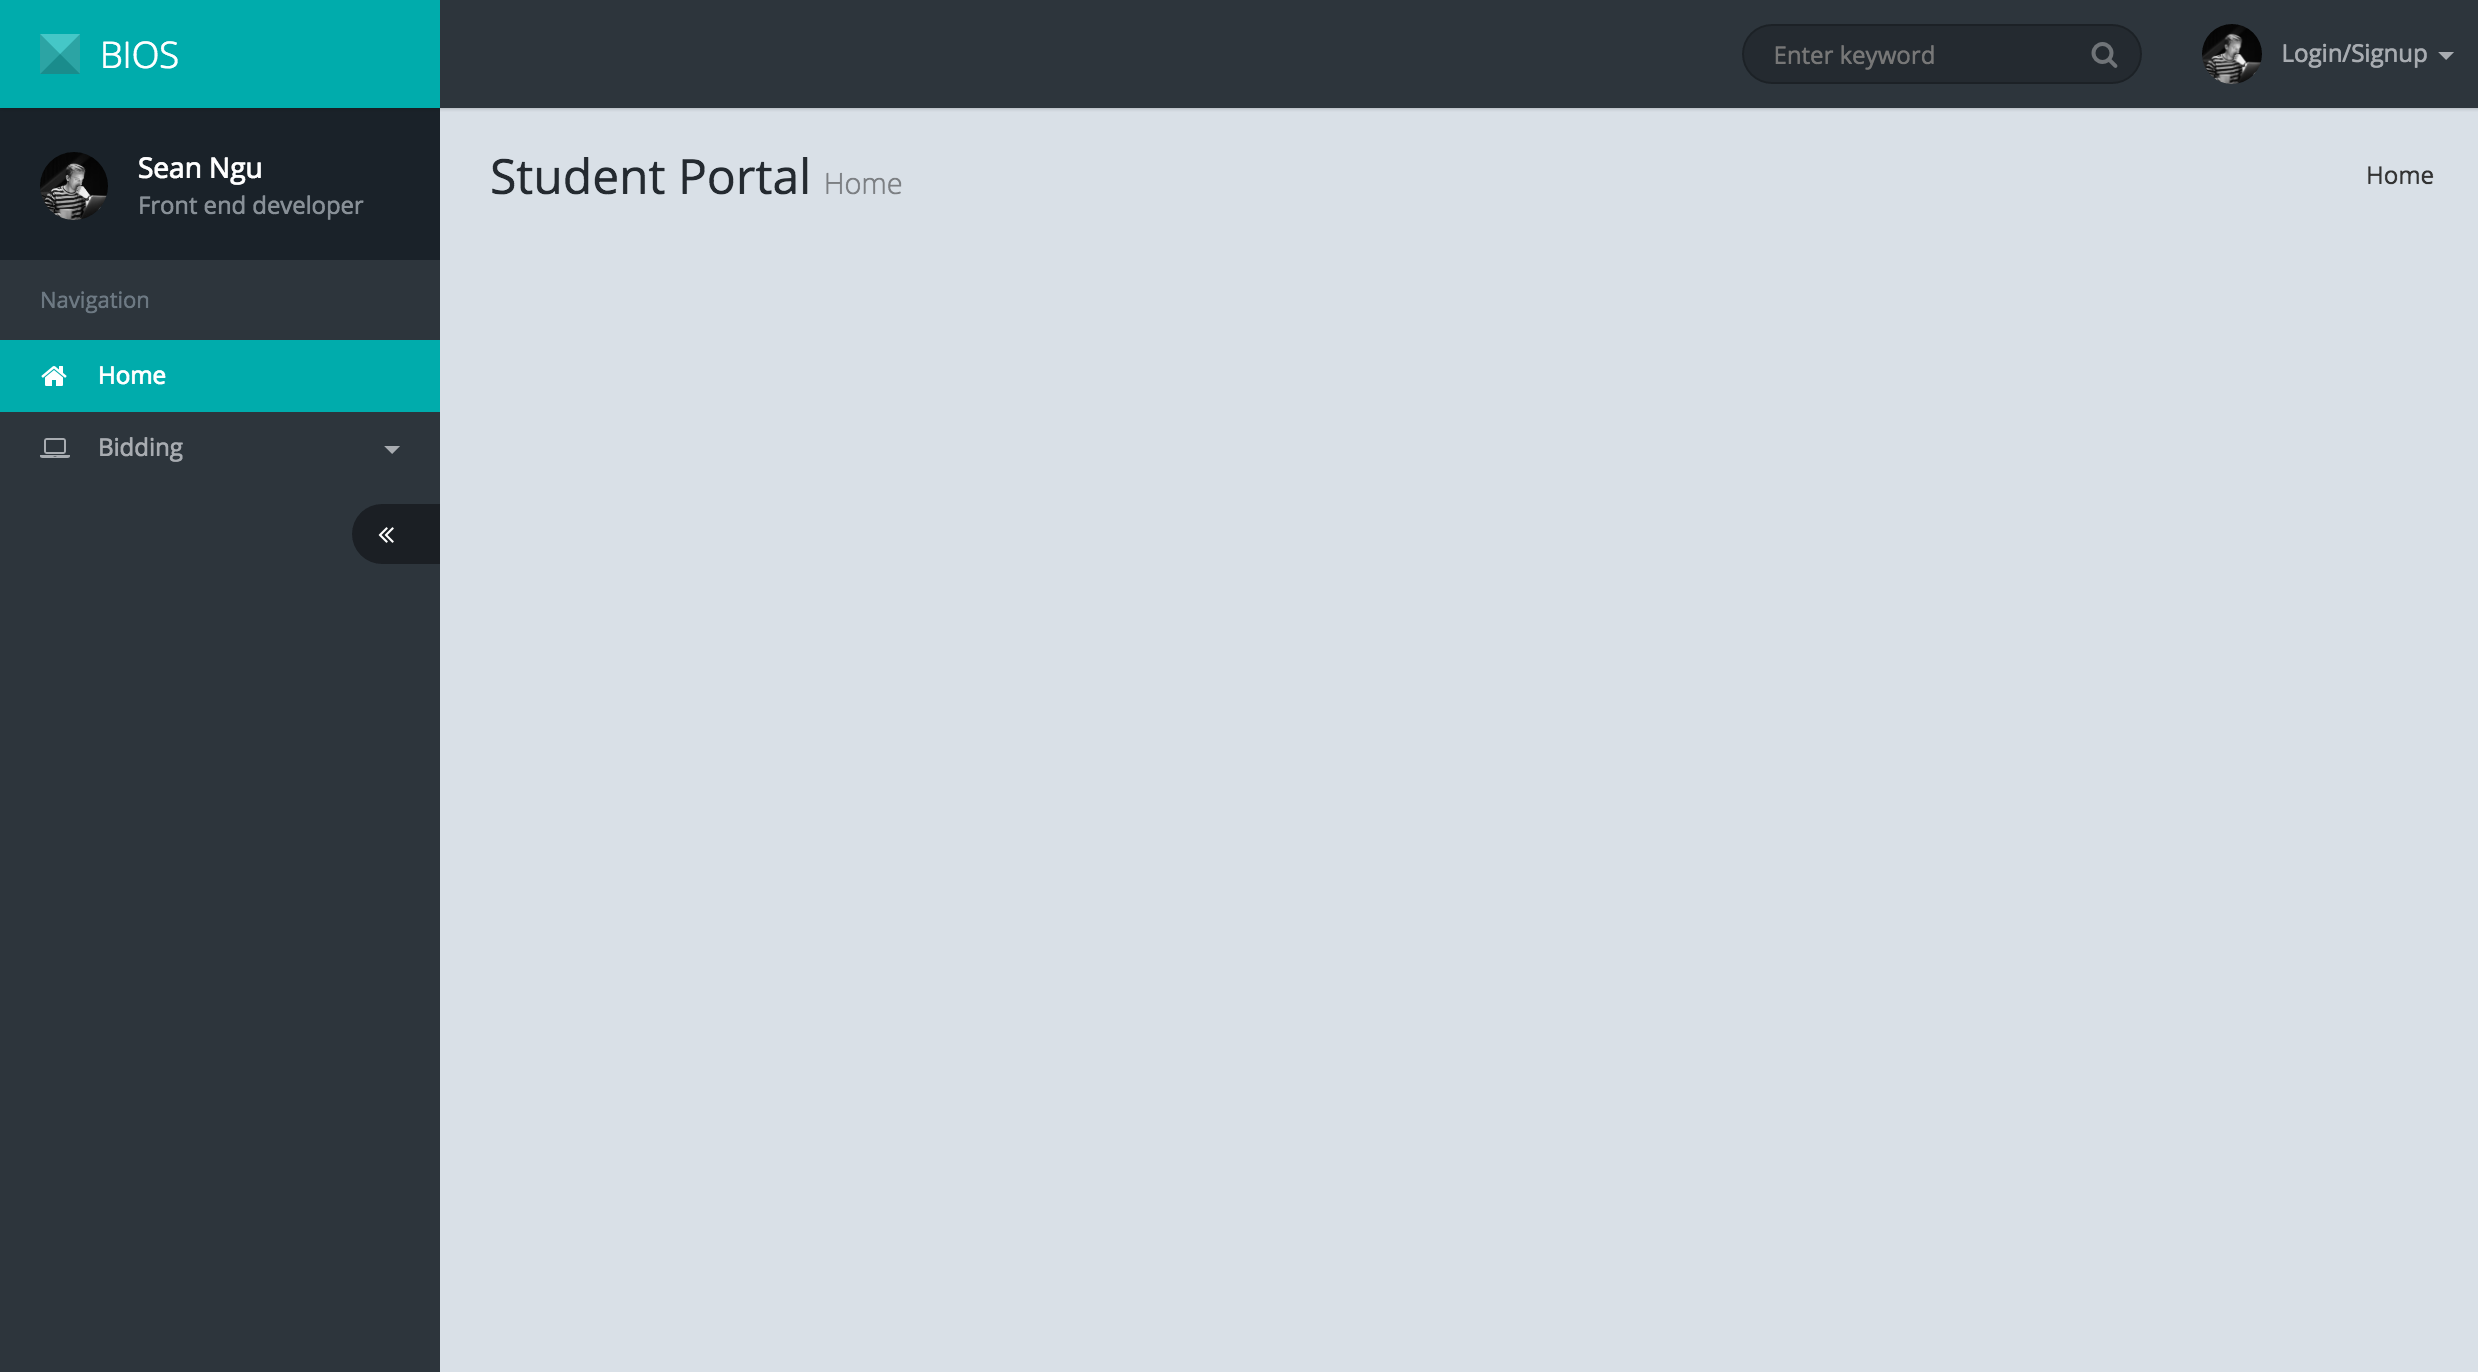 BIOS
Enter keyword
Login/Signup
Sean Ngu
Front end developer
Navigation
Home
Bidding
Student Portal Home
Home